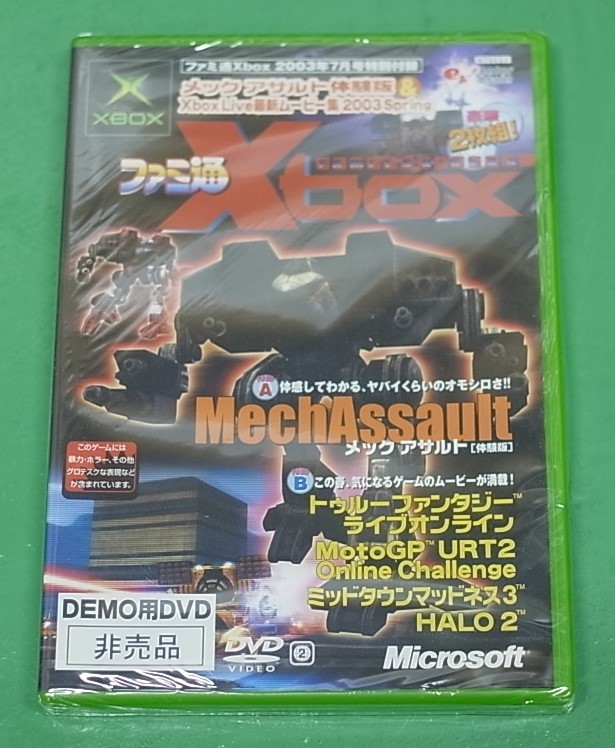 XBOX
ファミ通Xbox 2003年7月号特別付録
メック アサルト 体験版 &
Xbox Live最新ムービー集 2003 Spring
豪華
2枚組!
ファミ通
Xbox
A 体感してわかる、ヤバイくらいのオモシロさ!!
MechAssault
メック アサルト [体験版]
このゲームには
暴力・ホラー、その他
グロテスクな表現など
が含まれています。
B この春、気になるゲームのムービーが満載!
トゥルーファンタジー™
ライブオンライン
MotoGP™ URT2
Online Challenge
ミッドタウンマッドネス3™
HALO 2™
DEMO用DVD
非売品
DVD
VIDEO
2
Microsoft